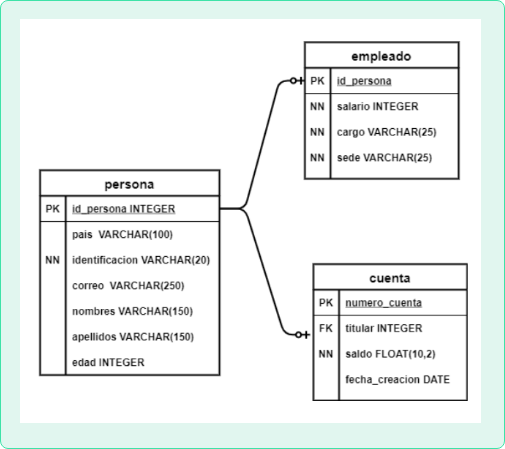 empleado
PK id_persona
NN salario INTEGER
NN cargo VARCHAR(25)
NN sede VARCHAR(25)
persona
PK id_persona INTEGER
pais VARCHAR(100)
NN identificacion VARCHAR(20)
correo VARCHAR(250)
nombres VARCHAR(150)
apellidos VARCHAR(150)
edad INTEGER
cuenta
PK numero_cuenta
FK titular INTEGER
NN saldo FLOAT(10,2)
fecha_creacion DATE